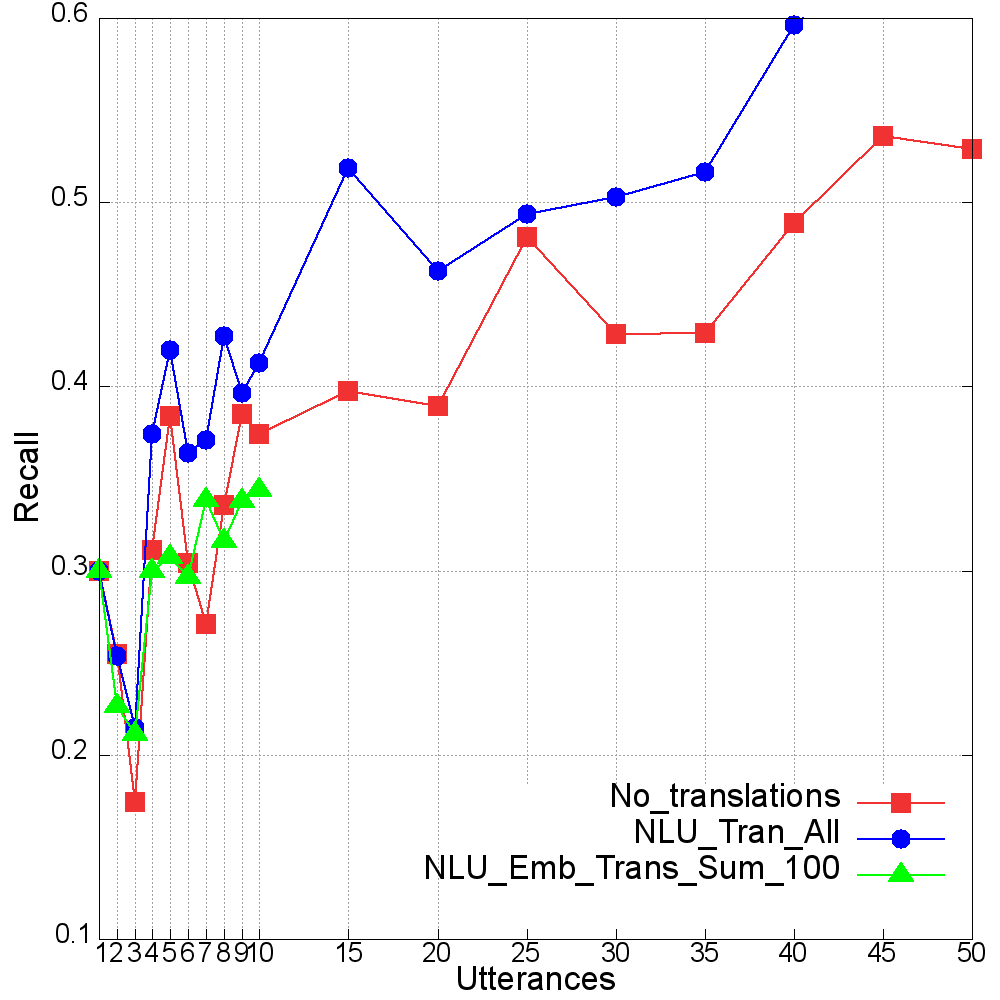 0.6
0.5
0.4
0.3
0.2
0.1
Recall
No_translations
NLU_Tran_All
NLU_Emb_Trans_Sum_100
1 2 3 4 5 6 7 8 9 10 15 20 25 30 35 40 45 50
Utterances